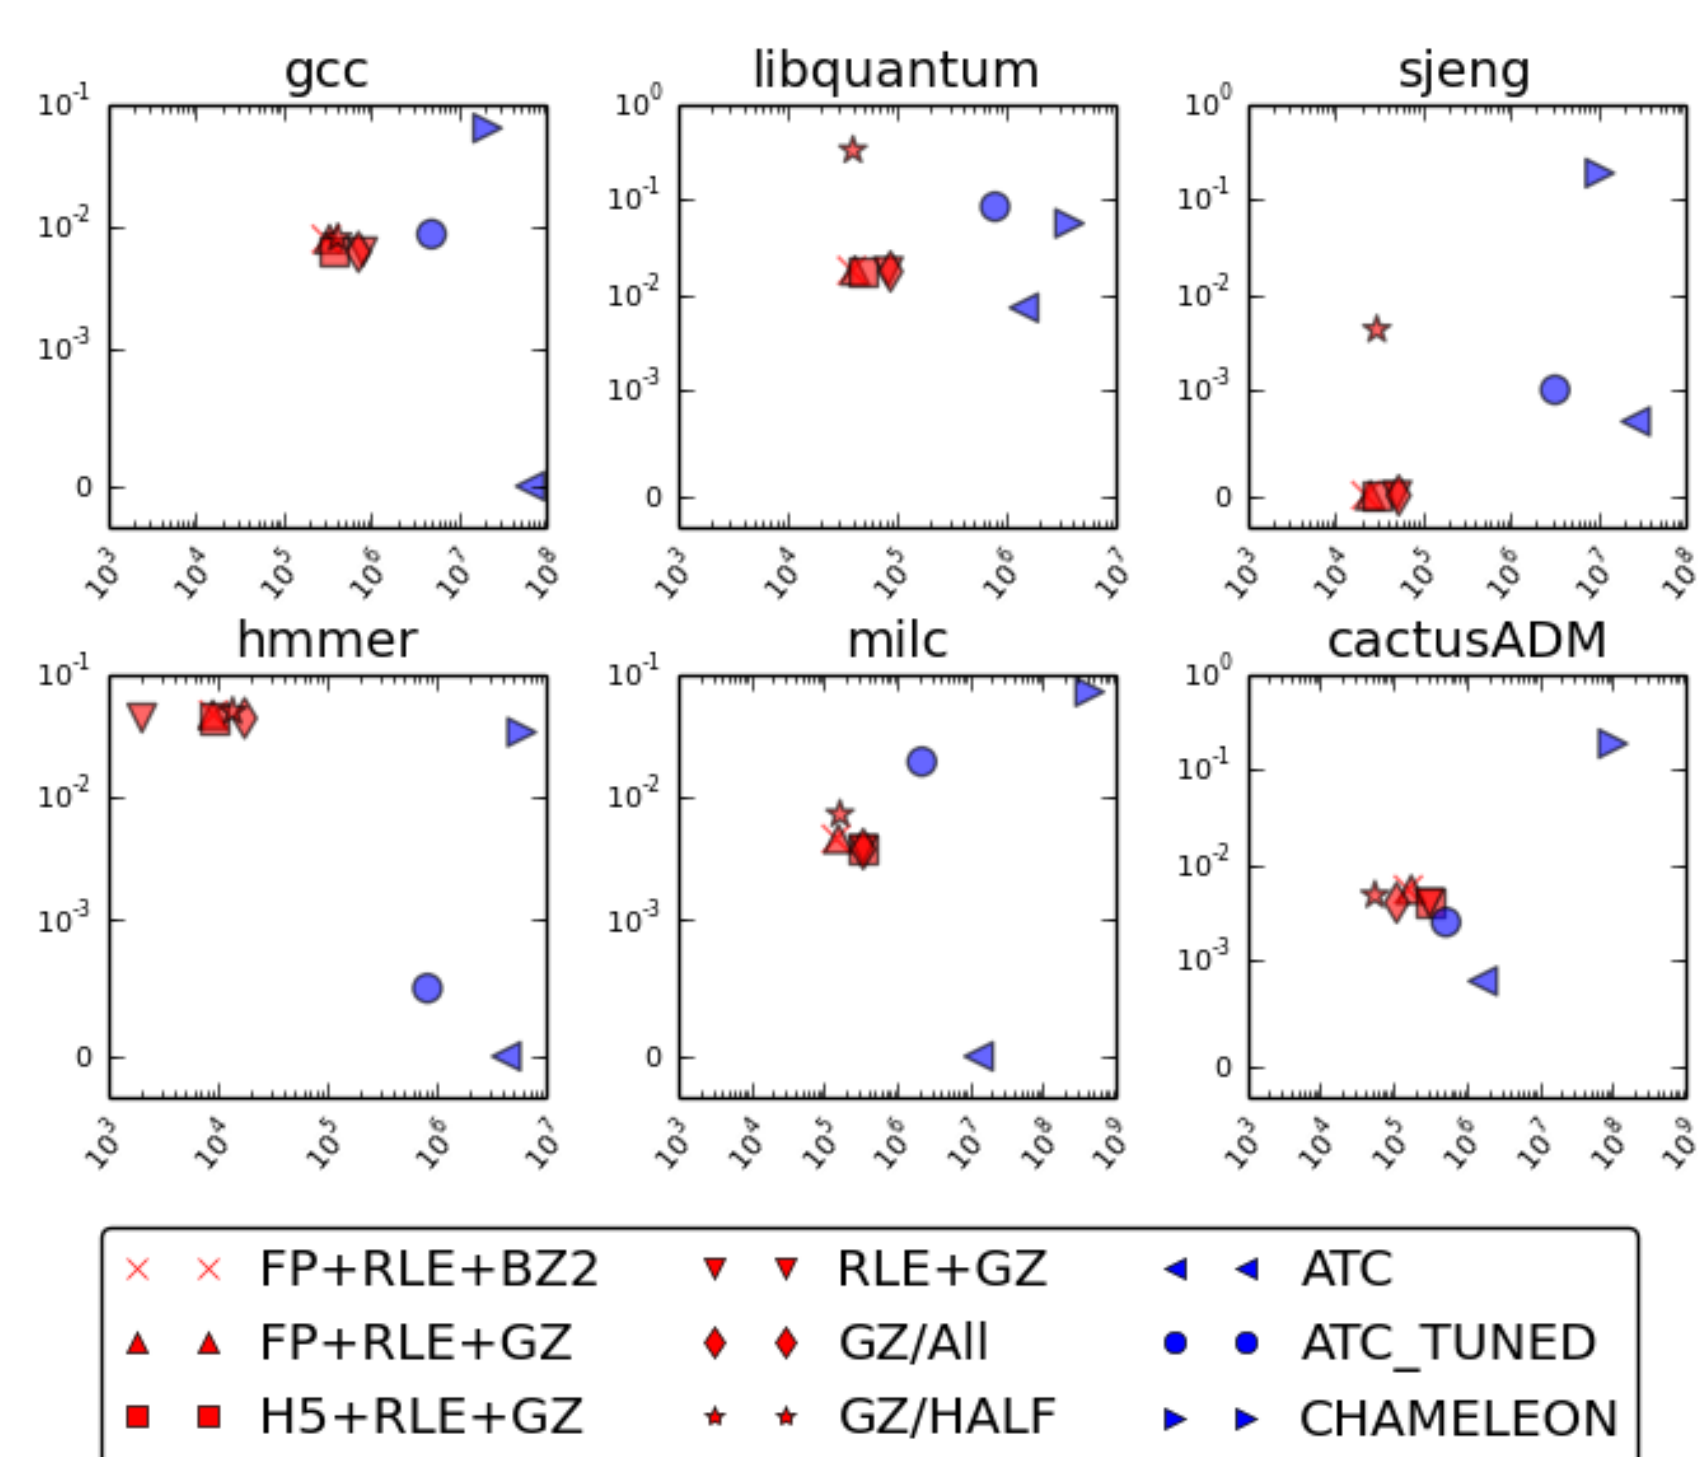 gcc libquantum sjeng
10^-1 10^0 10^0
10^-2 10^-1 10^-1
10^-3 10^-2 10^-2
0 10^-3 10^-3
0 0
10^3 10^4 10^5 10^6 10^7 10^8 10^3 10^4 10^5 10^6 10^7 10^3 10^4 10^5 10^6 10^7 10^8
hmmer milc cactusADM
10^-1 10^-1 10^0
10^-2 10^-2 10^-1
10^-3 10^-3 10^-2
0 0 10^-3
0
10^3 10^4 10^5 10^6 10^7 10^3 10^4 10^5 10^6 10^7 10^8 10^9 10^3 10^4 10^5 10^6 10^7 10^8 10^9
FP+RLE+BZ2 RLE+GZ ATC
FP+RLE+GZ GZ/All ATC_TUNED
H5+RLE+GZ GZ/HALF CHAMELEON